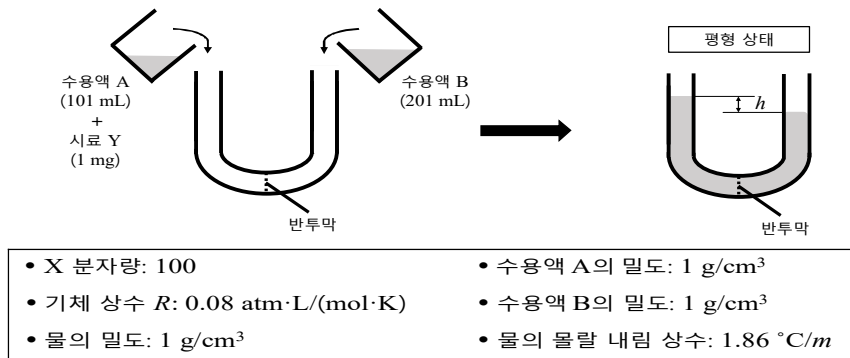 평형 상태
수용액 A
(101 mL)
+
시료 Y
(1 mg)
수용액 B
(201 mL)
h
반투막
반투막
• X 분자량: 100
• 수용액 A의 밀도: 1 g/cm³
• 기체 상수 R: 0.08 atm·L/(mol·K)
• 수용액 B의 밀도: 1 g/cm³
• 물의 밀도: 1 g/cm³
• 물의 몰랄 내림 상수: 1.86 ˚C/m